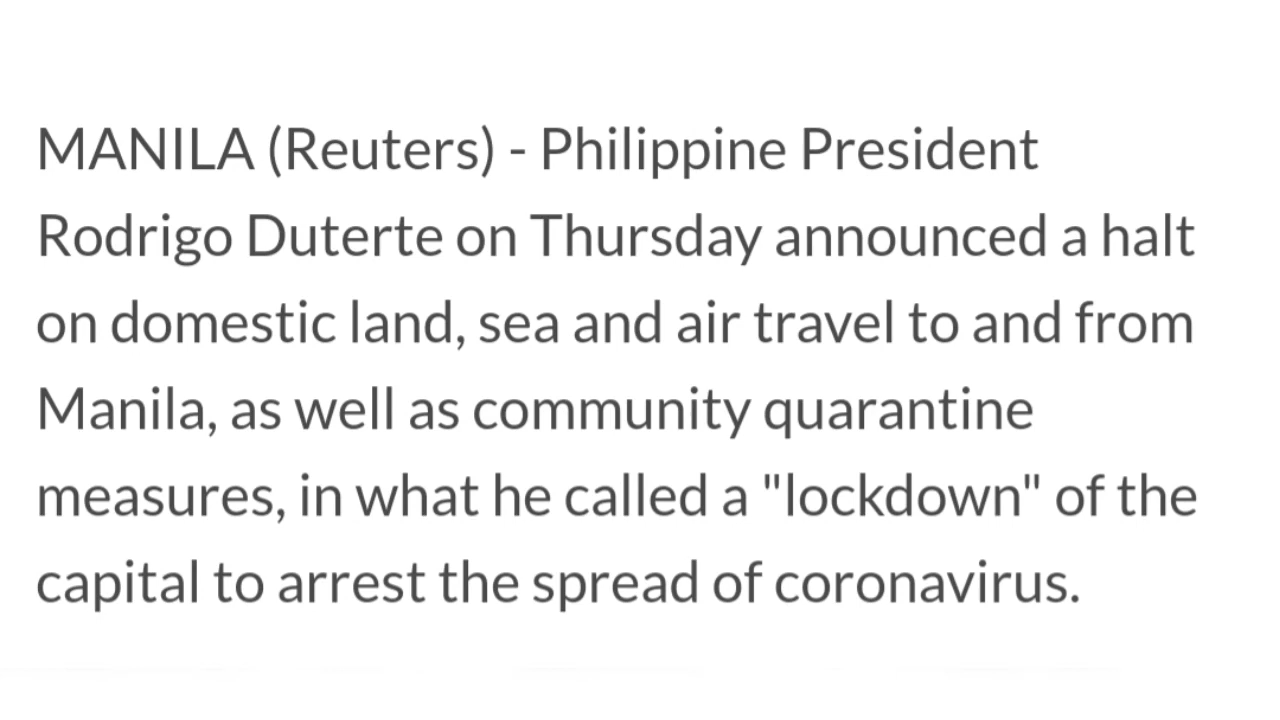 MANILA (Reuters) - Philippine President
Rodrigo Duterte on Thursday announced a halt
on domestic land, sea and air travel to and from
Manila, as well as community quarantine
measures, in what he called a "lockdown" of the
capital to arrest the spread of coronavirus.